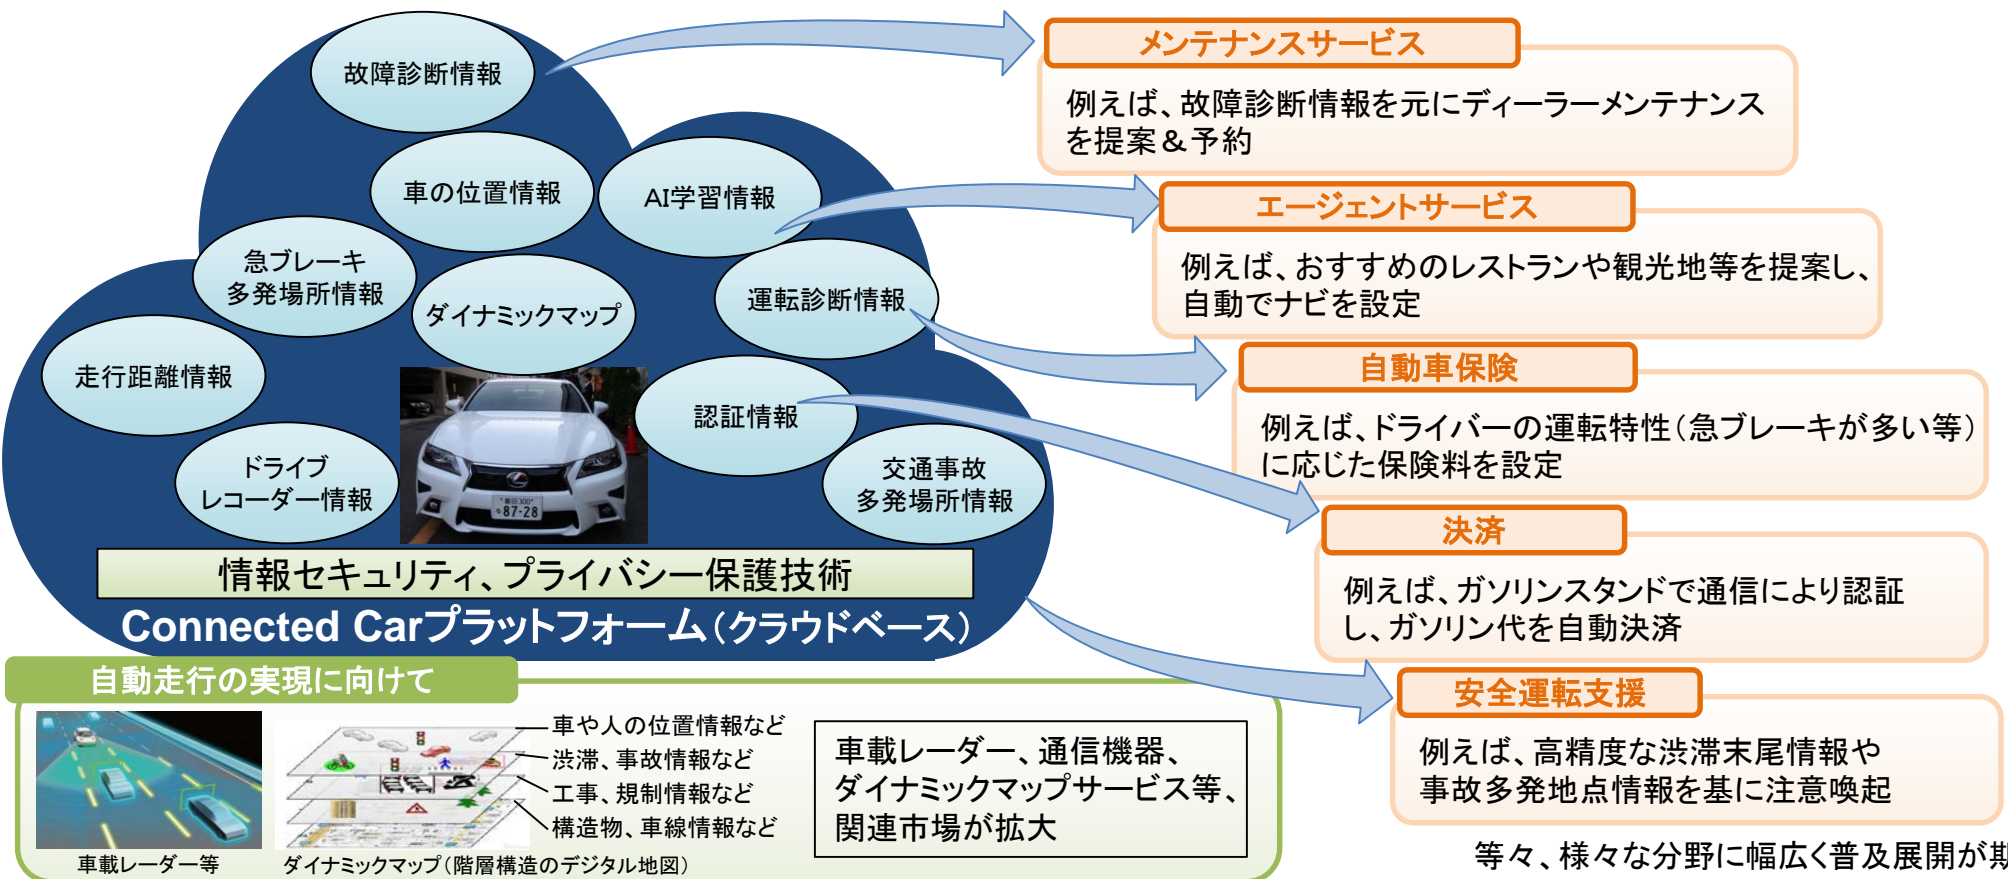 故障診断情報
車の位置情報
AI学習情報
急ブレーキ
多発場所情報
ダイナミックマップ
運転診断情報
走行距離情報
認証情報
ドライブ
レコーダー情報
交通事故
多発場所情報
87-28
情報セキュリティ、プライバシー保護技術
Connected Carプラットフォーム（クラウドベース）
メンテナンスサービス
例えば、故障診断情報を元にディーラーメンテナンス
を提案＆予約
エージェントサービス
例えば、おすすめのレストランや観光地等を提案し、
自動でナビを設定
自動車保険
例えば、ドライバーの運転特性（急ブレーキが多い等）
に応じた保険料を設定
決済
例えば、ガソリンスタンドで通信により認証
し、ガソリン代を自動決済
安全運転支援
例えば、高精度な渋滞末尾情報や
事故多発地点情報を基に注意喚起
等々、様々な分野に幅広く普及展開が期
自動走行の実現に向けて
車載レーダー等
車や人の位置情報など
渋滞、事故情報など
工事、規制情報など
構造物、車線情報など
ダイナミックマップ（階層構造のデジタル地図）
車載レーダー、通信機器、
ダイナミックマップサービス等、
関連市場が拡大